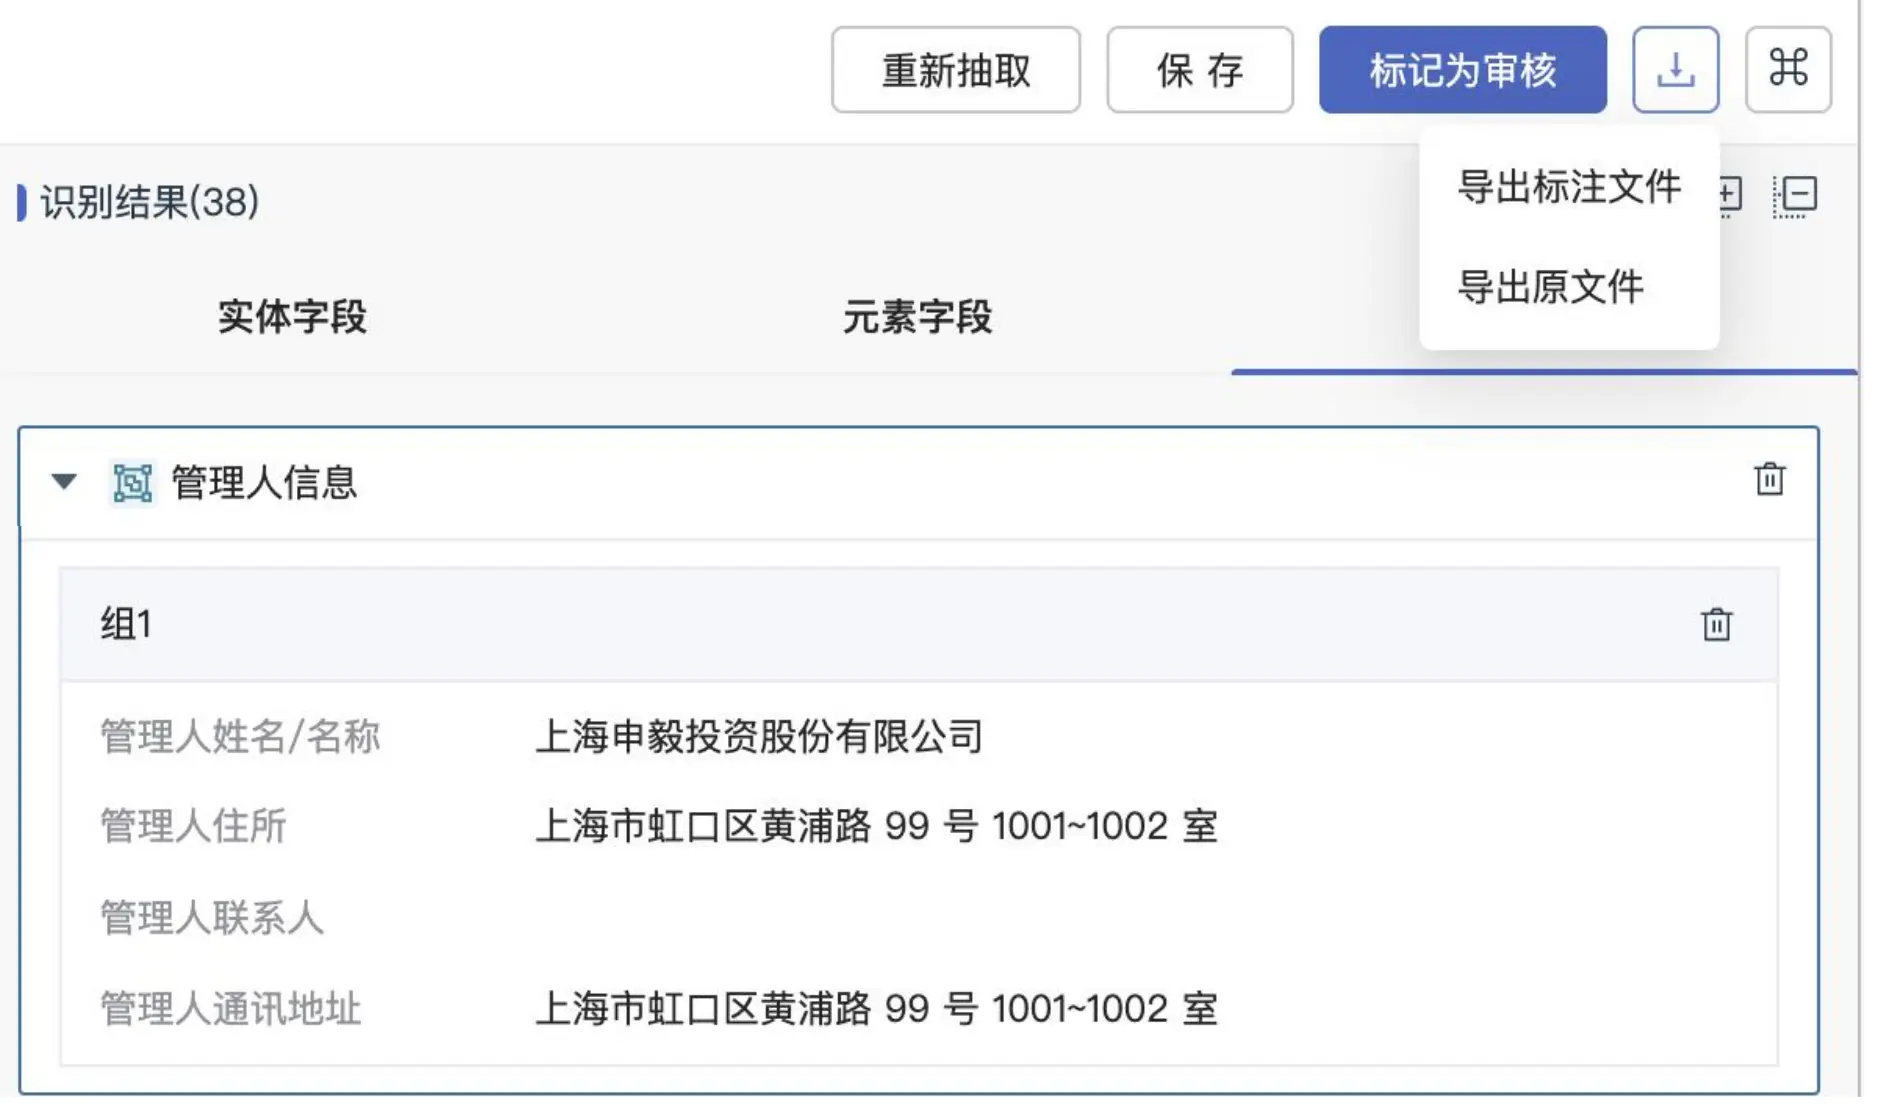 重新抽取 保 存 标记为审核
识别结果(38)
导出标注文件
导出原文件
实体字段 元素字段
管理人信息
组1
管理人姓名/名称 上海申毅投资股份有限公司
管理人住所 上海市虹口区黄浦路 99 号 1001~1002 室
管理人联系人
管理人通讯地址 上海市虹口区黄浦路 99 号 1001~1002 室